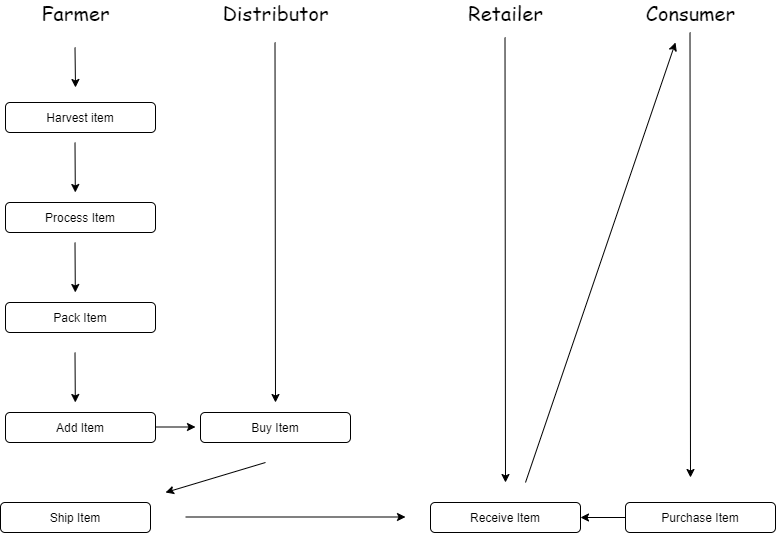 Farmer
Distributor
Retailer
Consumer
Harvest item
Process Item
Pack Item
Add Item
Buy Item
Ship Item
Receive Item
Purchase Item